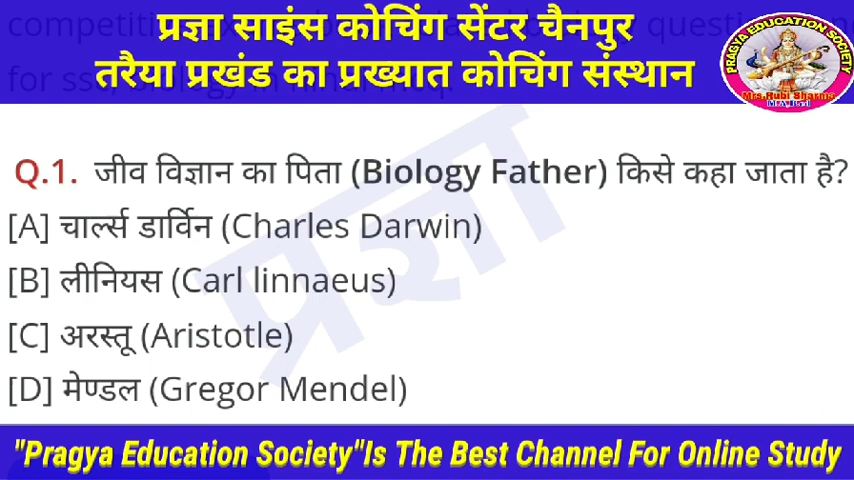 प्रज्ञा साइंस कोचिंग सेंटर चैनपुर
तरैया प्रखंड का प्रख्यात कोचिंग संस्थान
PRAGYA EDUCATION SOCIETY
Mrs.Rubi Sharma
Q.1. जीव विज्ञान का पिता (Biology Father) किसे कहा जाता है?
[A] चार्ल्स डार्विन (Charles Darwin)
[B] लीनियस (Carl linnaeus)
[C] अरस्तू (Aristotle)
[D] मेण्डल (Gregor Mendel)
प्रज्ञा
"Pragya Education Society"Is The Best Channel For Online Study